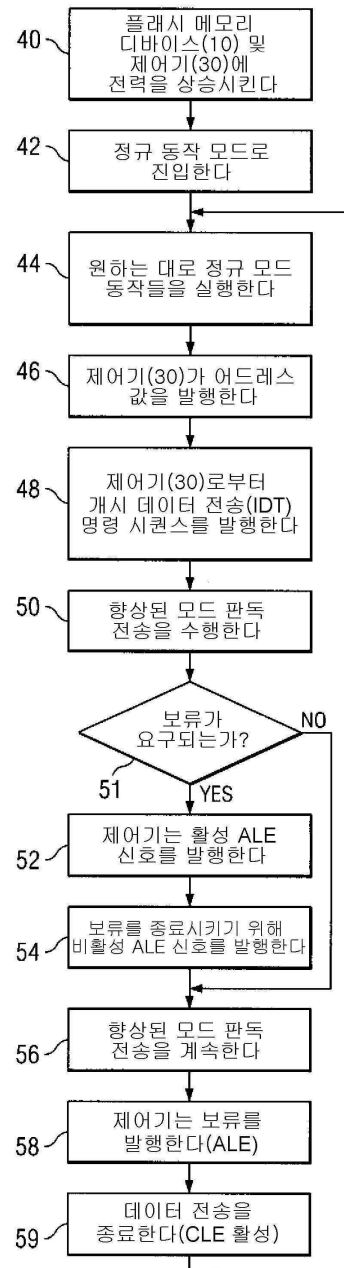 40
플래시 메모리
디바이스(10) 및
제어기(30)에
전력을 상승시킨다
42
정규 동작 모드로
진입한다
44
원하는 대로 정규 모드
동작들을 실행한다
46
제어기(30)가 어드레스
값을 발행한다
48
제어기(30)로부터
개시 데이터 전송(IDT)
명령 시퀀스를 발행한다
50
향상된 모드 판독
전송을 수행한다
보류가
요구되는가?
NO
51
YES
52
제어기는 활성 ALE
신호를 발행한다
54
보류를 종료시키기 위해
비활성 ALE 신호를 발행한다
56
향상된 모드 판독
전송을 계속한다
58
제어기는 보류를
발행한다(ALE)
59
데이터 전송을
종료한다(CLE 활성)